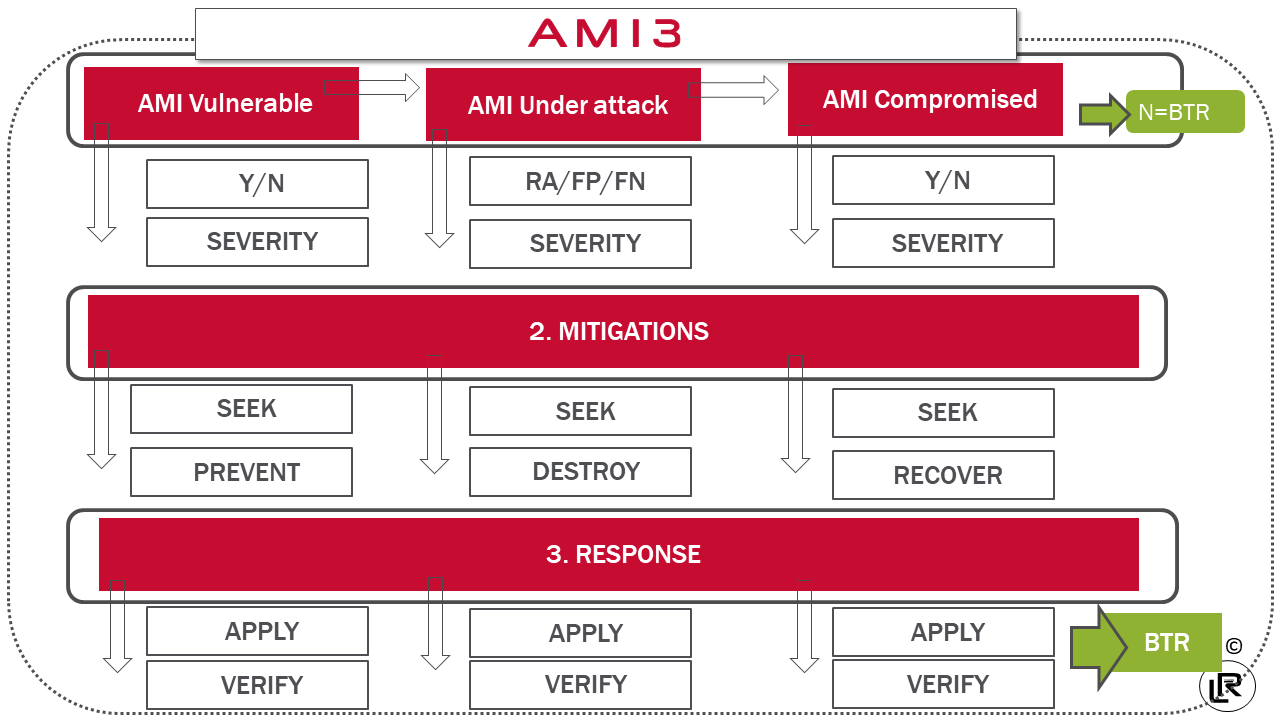 AMI3
AMI Vulnerable
AMI Under attack
AMI Compromised
N=BTR
Y/N
RA/FP/FN
Y/N
SEVERITY
SEVERITY
SEVERITY
2. MITIGATIONS
SEEK
SEEK
SEEK
PREVENT
DESTROY
RECOVER
3. RESPONSE
APPLY
APPLY
APPLY
BTR
©
VERIFY
VERIFY
VERIFY
LR